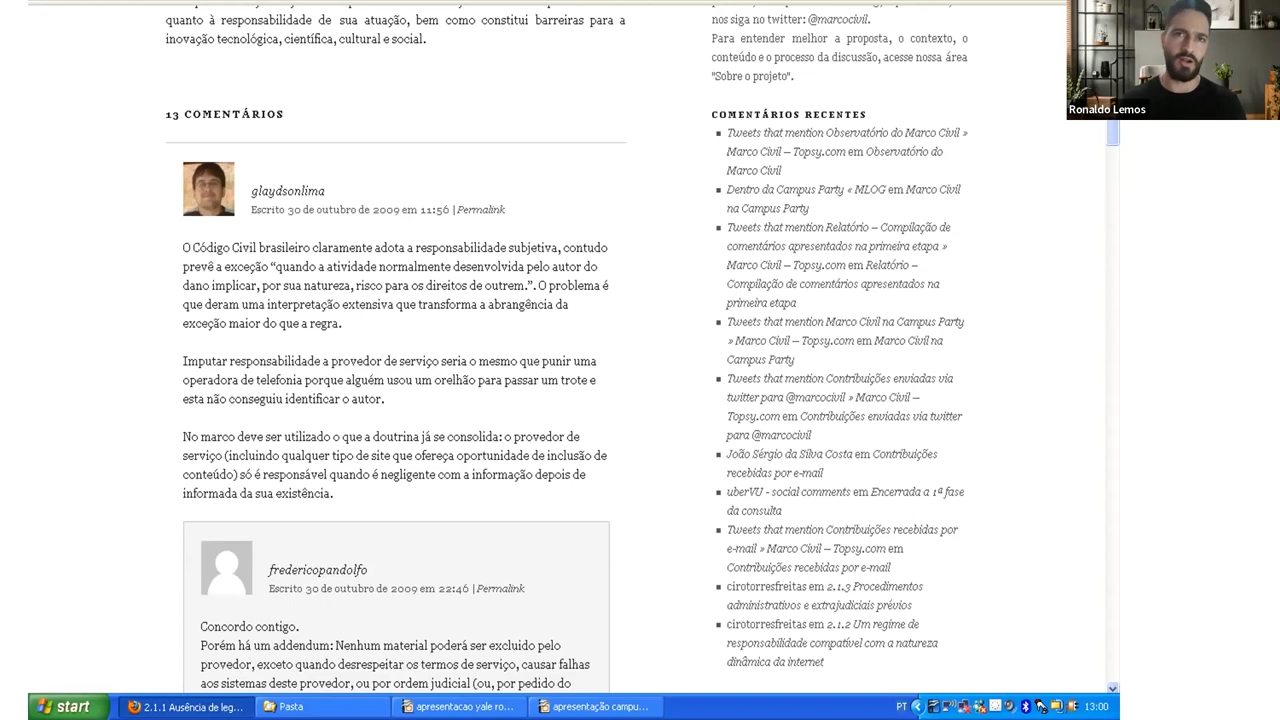 quanto à responsabilidade de sua atuação, bem como constitui barreiras para a
inovação tecnológica, científica, cultural e social.
13 COMENTÁRIOS
glaydsonlima
Escrito 30 de outubro de 2009 em 11:56 | Permalink
O Código Civil brasileiro claramente adota a responsabilidade subjetiva, contudo
prevê a exceção “quando a atividade normalmente desenvolvida pelo autor do
dano implicar, por sua natureza, risco para os direitos de outrem.”. O problema é
que deram uma interpretação extensiva que transforma a abrangência da
exceção maior do que a regra.
Imputar responsabilidade a provedor de serviço seria o mesmo que punir uma
operadora de telefonia porque alguém usou um orelhão para passar um trote e
esta não conseguiu identificar o autor.
No marco deve ser utilizado o que a doutrina já se consolida: o provedor de
serviço (incluindo qualquer tipo de site que ofereça oportunidade de inclusão de
conteúdo) só é responsável quando é negligente com a informação depois de
informada da sua existência.
fredericopandolfo
Escrito 30 de outubro de 2009 em 22:46 | Permalink
Concordo contigo.
Porém há um addendum: Nenhum material poderá ser excluido pelo
provedor, exceto quando desrespeitar os termos de serviço, causar falhas
aos sistemas deste provedor, ou por ordem judicial (ou, por pedido do
nos siga no twitter: @marcocivil.
Para entender melhor a proposta, o contexto, o
conteúdo e o processo da discussão, acesse nossa área
"Sobre o projeto".
COMENTÁRIOS RECENTES
Tweets that mention Observatório do Marco Civil »
Marco Civil – Topsy.com em Observatório do
Marco Civil
Dentro da Campus Party « MLOG em Marco Civil
na Campus Party
Tweets that mention Relatório – Compilação de
comentários apresentados na primeira etapa »
Marco Civil – Topsy.com em Relatório –
Compilação de comentários apresentados na
primeira etapa
Tweets that mention Marco Civil na Campus Party
» Marco Civil – Topsy.com em Marco Civil na
Campus Party
Tweets that mention Contribuições enviadas via
twitter para @marcocivil » Marco Civil –
Topsy.com em Contribuições enviadas via twitter
para @marcocivil
João Sérgio da Silva Costa em Contribuições
recebidas por e-mail
uberVU - social comments em Encerrada a 1ª fase
da consulta
Tweets that mention Contribuições recebidas por
e-mail » Marco Civil – Topsy.com em
Contribuições recebidas por e-mail
cirotorresfreitas em 2.1.3 Procedimentos
administrativos e extrajudiciais prévios
cirotorresfreitas em 2.1.2 Um regime de
responsabilidade compatível com a natureza
dinâmica da internet
Ronaldo Lemos
start
2.1.1 Ausência de leg...
Pasta
apresentacao yale ro...
apresentação campu...
PT
13:00